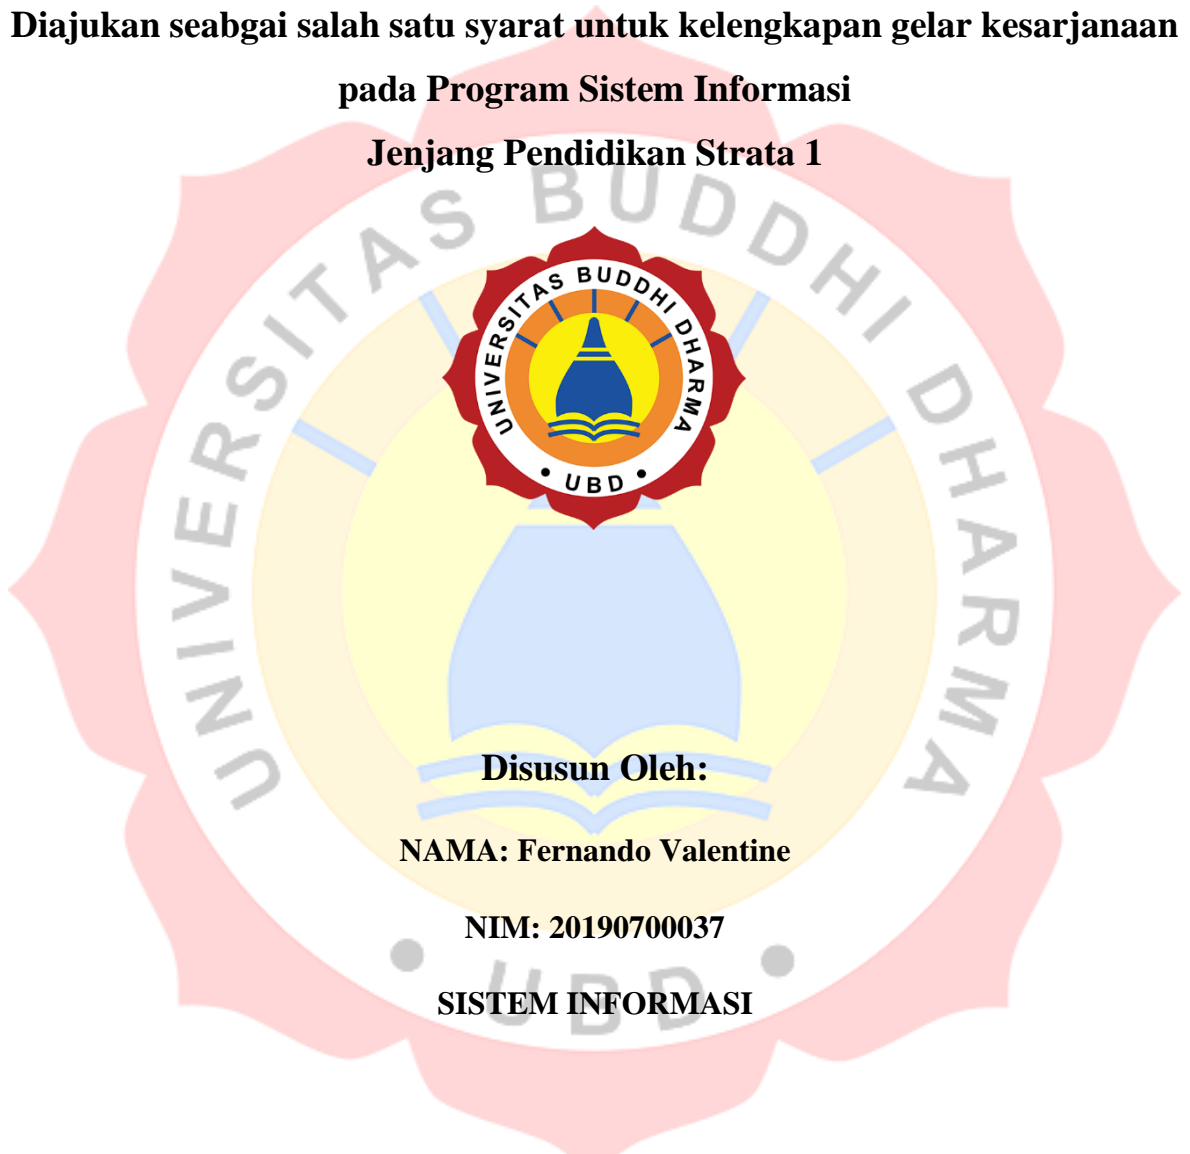 Diajukan seabgai salah satu syarat untuk kelengkapan gelar kesarjanaan
pada Program Sistem Informasi
Jenjang Pendidikan Strata 1
UNIVERSITAS BUDDHI DHARMA
• UBD •
UNIVERSITAS BUDDHI DHARMA
• UBD •
Disusun Oleh:
NAMA: Fernando Valentine
NIM: 20190700037
SISTEM INFORMASI